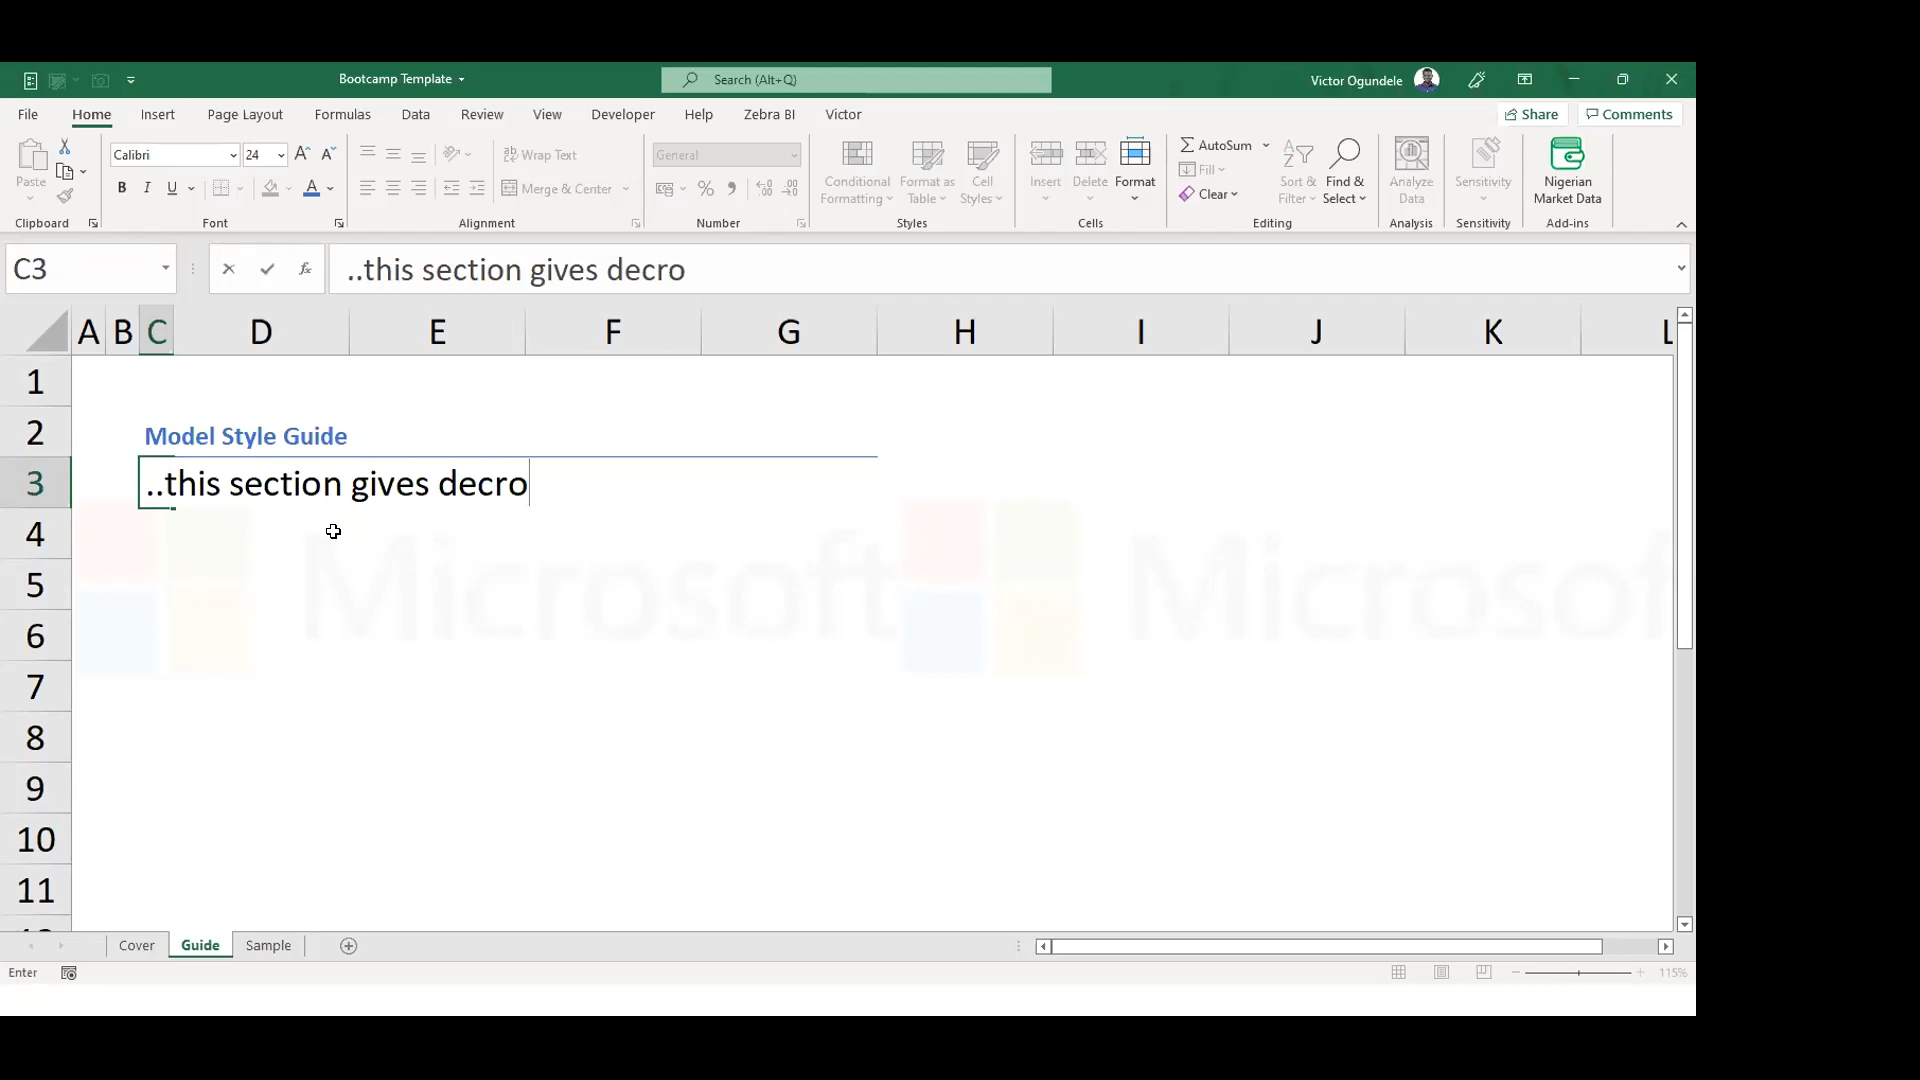 Bootcamp Template
Search (Alt+Q)
Victor Ogundele
File Home Insert Page Layout Formulas Data Review View Developer Help Zebra BI Victor
Share Comments
Paste
Calibri 24
B I U
Wrap Text
Merge & Center
General
%
Conditional Formatting
Format as Table
Cell Styles
Insert
Delete
Format
AutoSum
Fill
Clear
Sort & Filter
Find & Select
Analyze Data
Sensitivity
Nigerian Market Data
Clipboard Font Alignment Number Styles Cells Editing Analysis Sensitivity Add-ins
C3 fx ..this section gives decro
A B C D E F G H I J K L
1
2 Model Style Guide
3 ..this section gives decro
4
5 Microsoft Microsof
6
7
8
9
10
11
Cover Guide Sample
Enter 115%